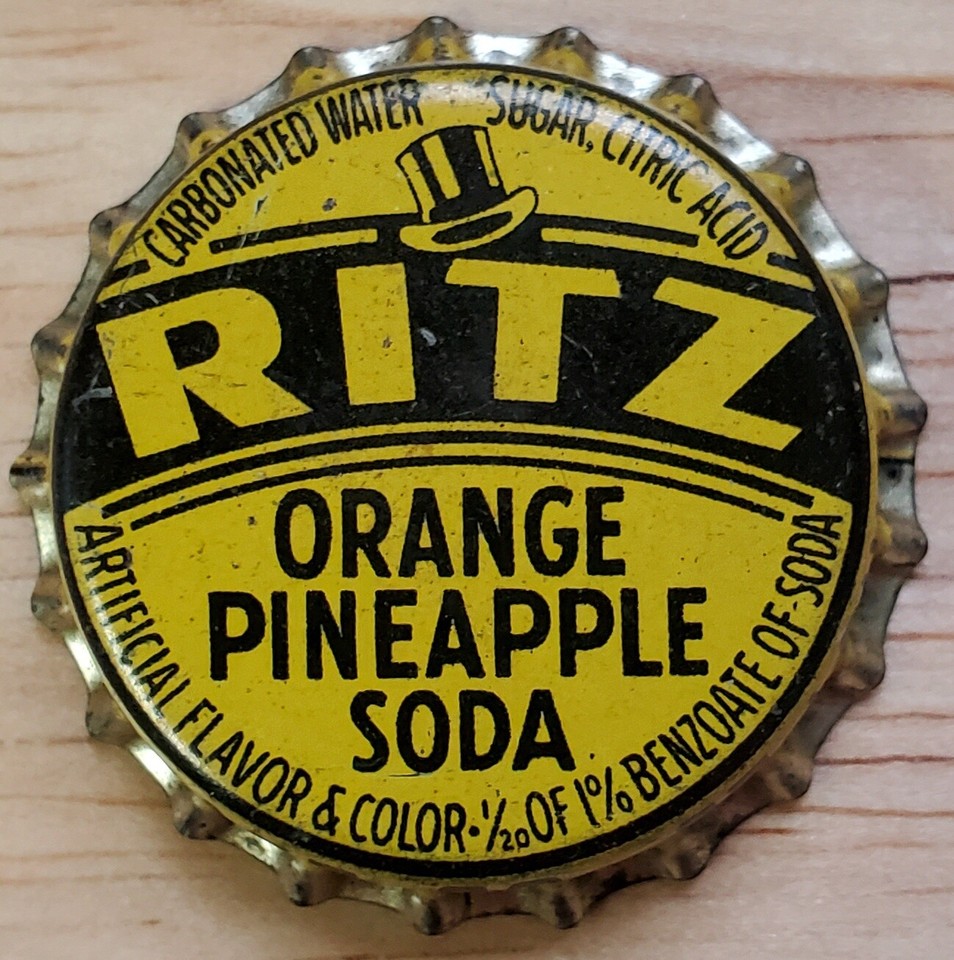 CARBONATED WATER SUGAR, CITRIC ACID
RITZ
ORANGE
PINEAPPLE
SODA
ARTIFICIAL FLAVOR & COLOR · 1/20 OF 1% BENZOATE OF SODA